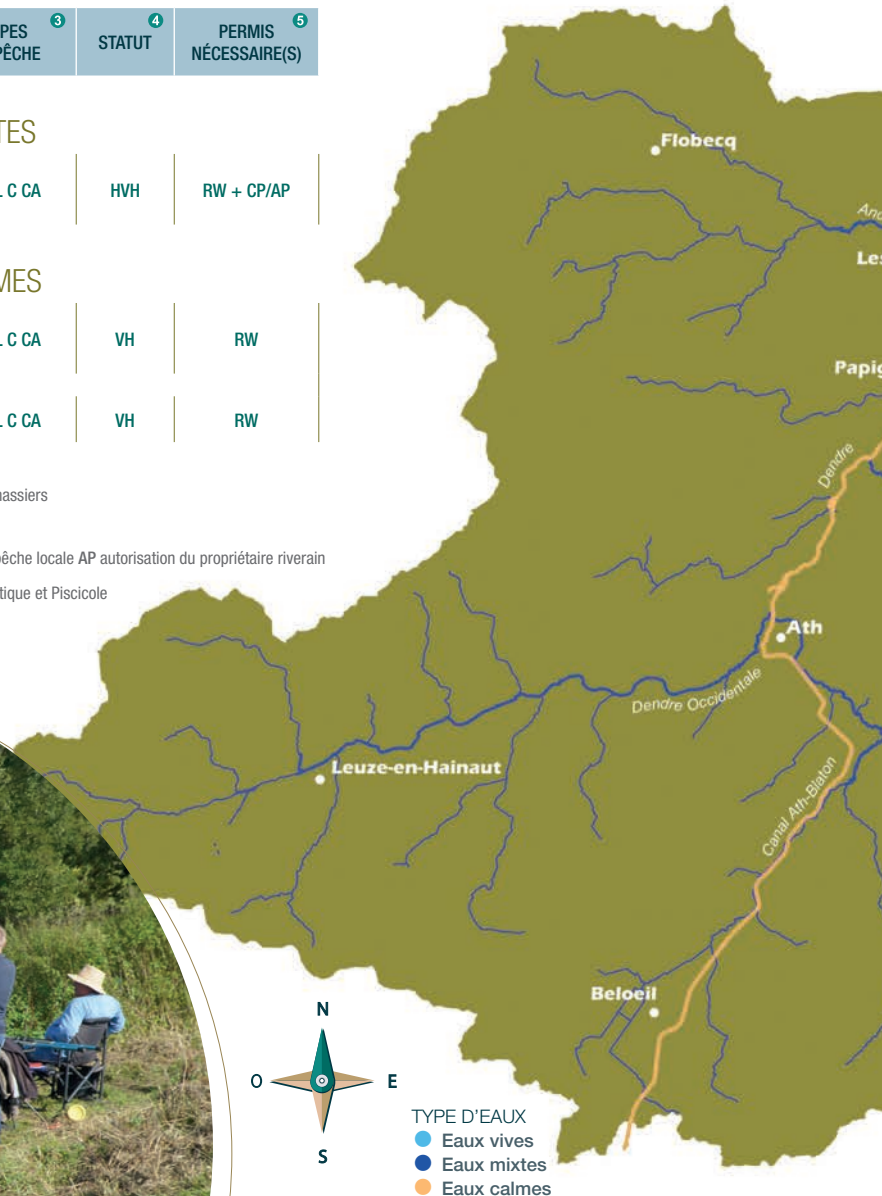 PES
PÊCHE
3
STATUT
4
PERMIS
NÉCESSAIRE(S)
5
TES
L C CA
HVH
RW + CP/AP
MES
L C CA
VH
RW
L C CA
VH
RW
nassiers
pêche locale AP autorisation du propriétaire riverain
tique et Piscicole
Flobecq
Anc
Les
Papig
Dendre
Ath
Dendre Occidentale
Leuze-en-Hainaut
Canal Ath-Blaton
Beloeil
N
O
E
S
TYPE D'EAUX
Eaux vives
Eaux mixtes
Eaux calmes